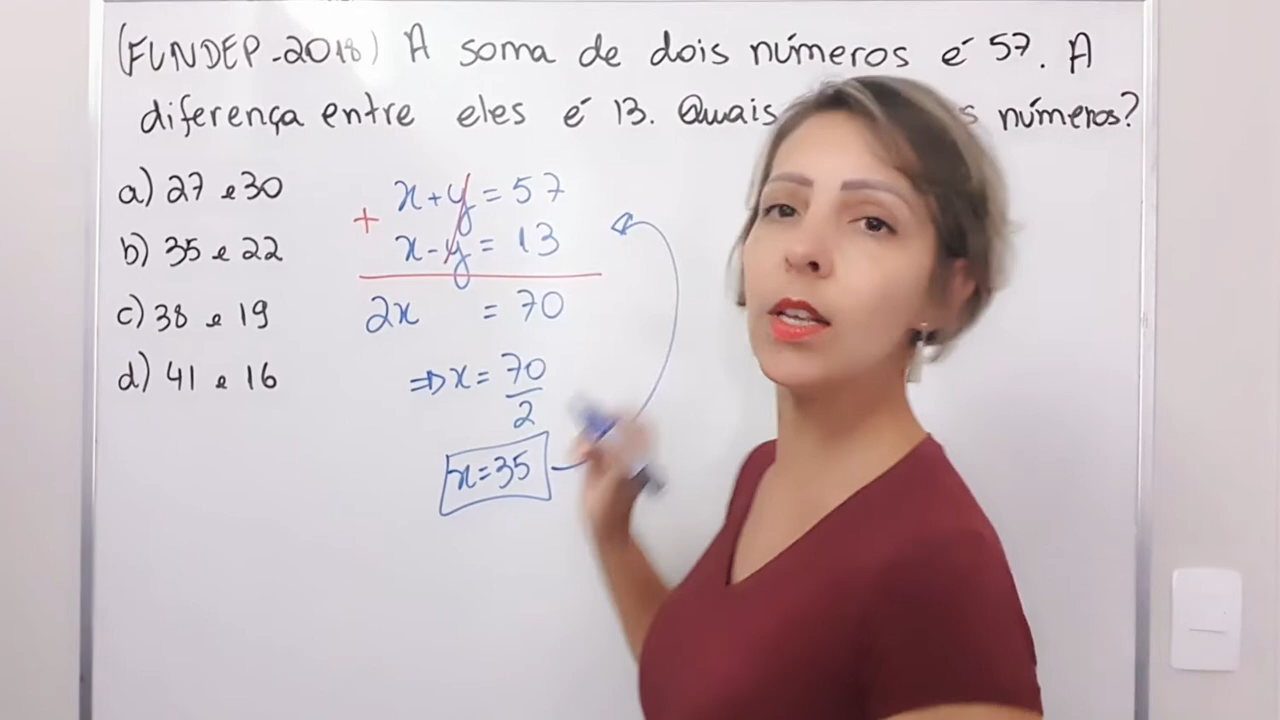 (FUNDEP-2018) A soma de dois números é 57. A
diferença entre eles é 13. Quais números?
a) 27 e 30
b) 35 e 22
c) 38 e 19
d) 41 e 16
x+y=57
+
x-y=13
2x =70
⇒x=70/2
x=35